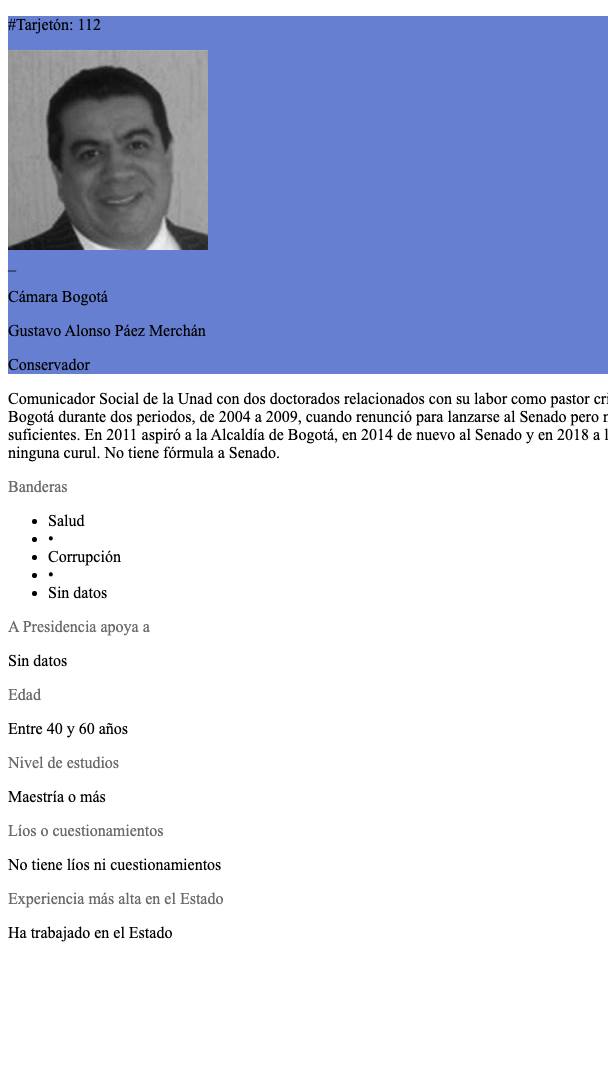 #Tarjetón: 112
_
Cámara Bogotá
Gustavo Alonso Páez Merchán
Conservador
Comunicador Social de la Unad con dos doctorados relacionados con su labor como pastor cri
Bogotá durante dos periodos, de 2004 a 2009, cuando renunció para lanzarse al Senado pero
suficientes. En 2011 aspiró a la Alcaldía de Bogotá, en 2014 de nuevo al Senado y en 2018 a
ninguna curul. No tiene fórmula a Senado.
Banderas
• Salud
• •
• Corrupción
• •
• Sin datos
A Presidencia apoya a
Sin datos
Edad
Entre 40 y 60 años
Nivel de estudios
Maestría o más
Líos o cuestionamientos
No tiene líos ni cuestionamientos
Experiencia más alta en el Estado
Ha trabajado en el Estado